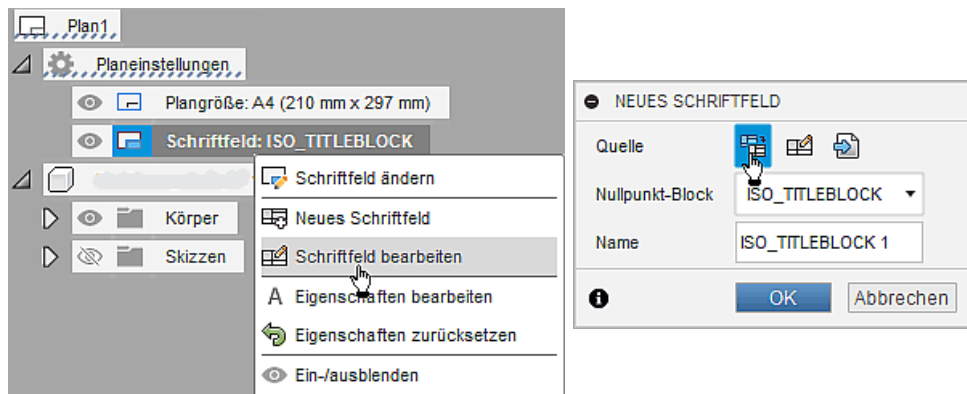 Plan1
Planeinstellungen
Plangröße: A4 (210 mm x 297 mm)
Schriftfeld: ISO_TITLEBLOCK
Schriftfeld ändern
Neues Schriftfeld
Körper
Skizzen
Schriftfeld bearbeiten
Eigenschaften bearbeiten
Eigenschaften zurücksetzen
Ein-/ausblenden
NEUES SCHRIFTFELD
Quelle
Nullpunkt-Block ISO_TITLEBLOCK
Name ISO_TITLEBLOCK 1
OK Abbrechen